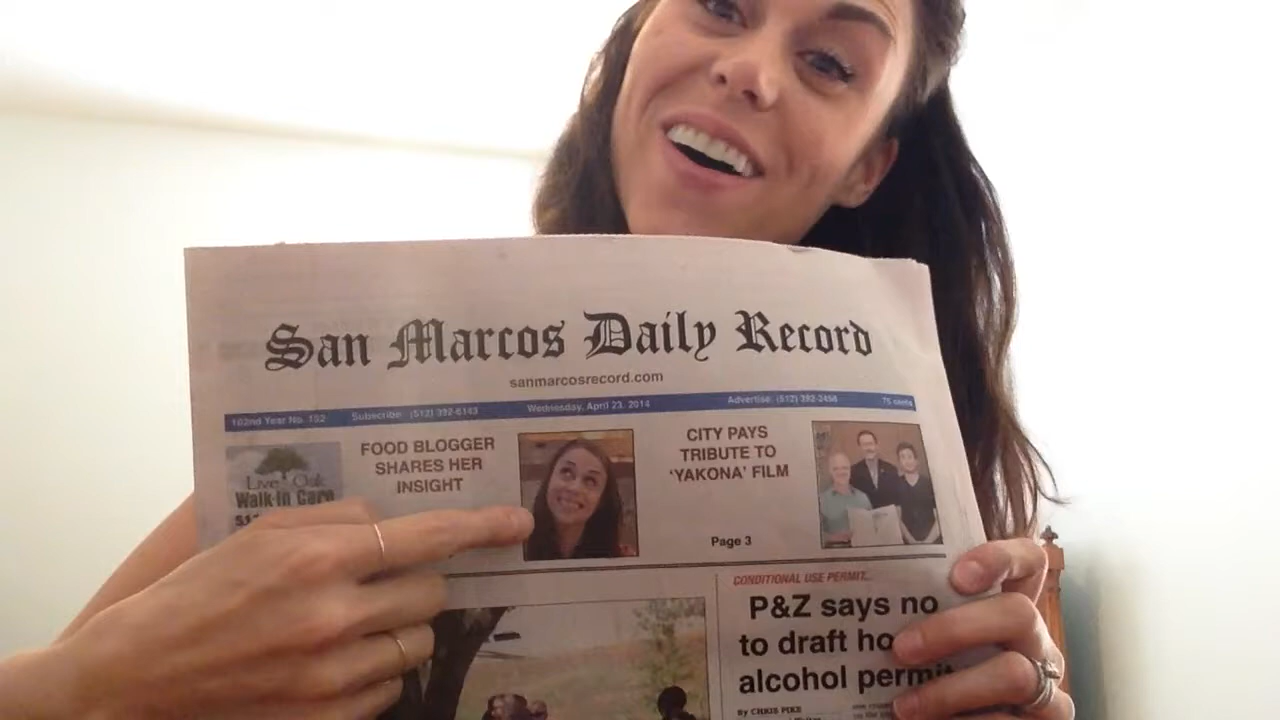 San Marcos Daily Record
sanmarcosrecord.com
102nd Year No. 152 Subscribe: (512) 392-6143 Wednesday, April 23, 2014 Advertise: (512) 392-2458 75 cents
Live Oak
Walk-In Care
FOOD BLOGGER
SHARES HER
INSIGHT
CITY PAYS
TRIBUTE TO
‘YAKONA’ FILM
Page 3
CONDITIONAL USE PERMIT...
P&Z says no
to draft ho
alcohol permit
By CHRIS PIKE